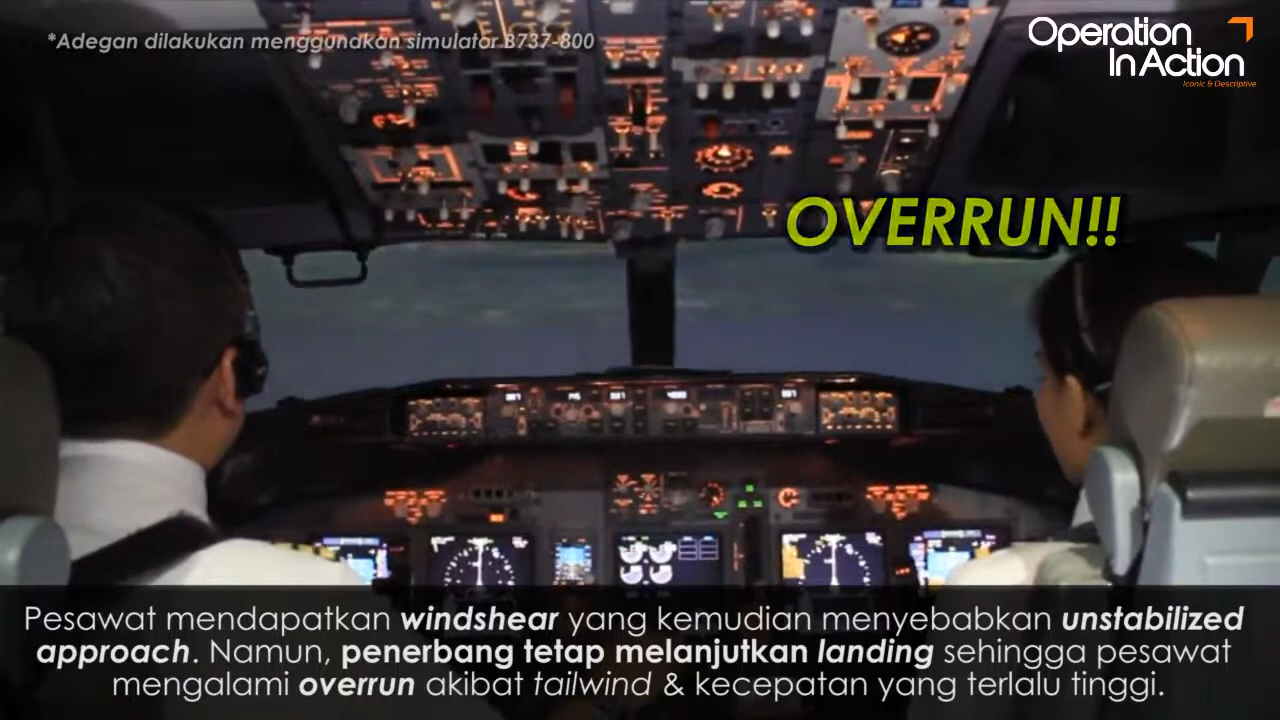 *Adegan dilakukan menggunakan simulator B737-800
Operation
In Action
Iconic & Descriptive
OVERRUN!!
Pesawat mendapatkan windshear yang kemudian menyebabkan unstabilized
approach. Namun, penerbang tetap melanjutkan landing sehingga pesawat
mengalami overrun akibat tailwind & kecepatan yang terlalu tinggi.